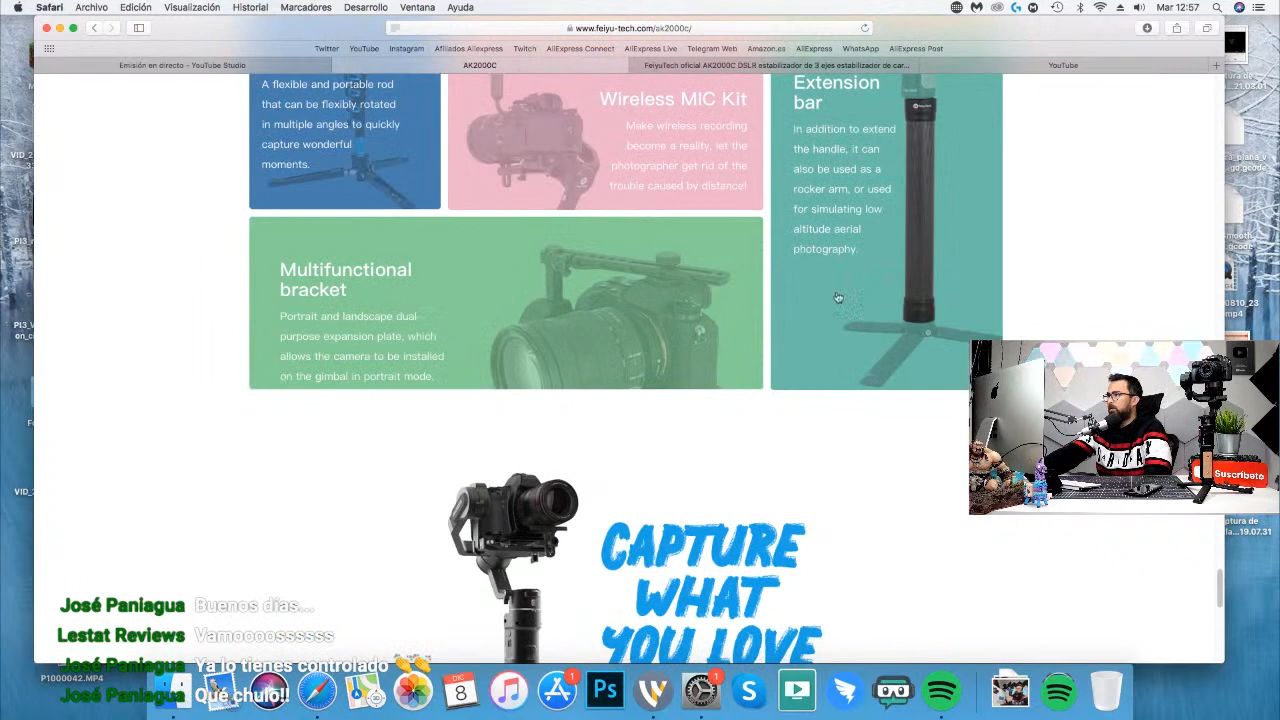 Safari Archivo Edición Visualización Historial Marcadores Desarrollo Ventana Ayuda
Mar 12:57
www.feiyu-tech.com/ak2000c/
Twitter YouTube Instagram Afiliados Aliexpress Twitch AliExpress Connect AliExpress Live Telegram Web Amazon.es AliExpress WhatsApp AliExpress Post
Emisión en directo - YouTube Studio
AK2000C
FeiyuTech oficial AK2000C DSLR estabilizador de 3 ejes estabilizador de car...
YouTube
A flexible and portable rod
that can be flexibly rotated
in multiple angles to quickly
capture wonderful
moments.
Wireless MIC Kit
Make wireless recording
become a reality, let the
photographer get rid of the
trouble caused by distance!
Extension
bar
In addition to extend
the handle, it can
also be used as a
rocker arm, or used
for simulating low
altitude aerial
photography.
Multifunctional
bracket
Portrait and landscape dual-
purpose expansion plate, which
allows the camera to be installed
on the gimbal in portrait mode.
CAPTURE
WHAT
YOU LOVE
Suscríbete
José Paniagua Buenos días...
Lestat Reviews Vamoooossssss
José Paniagua Ya lo tienes controlado
José Paniagua Qué chulo!!
P1000042.MP4
DIC
8
1
Ps
1